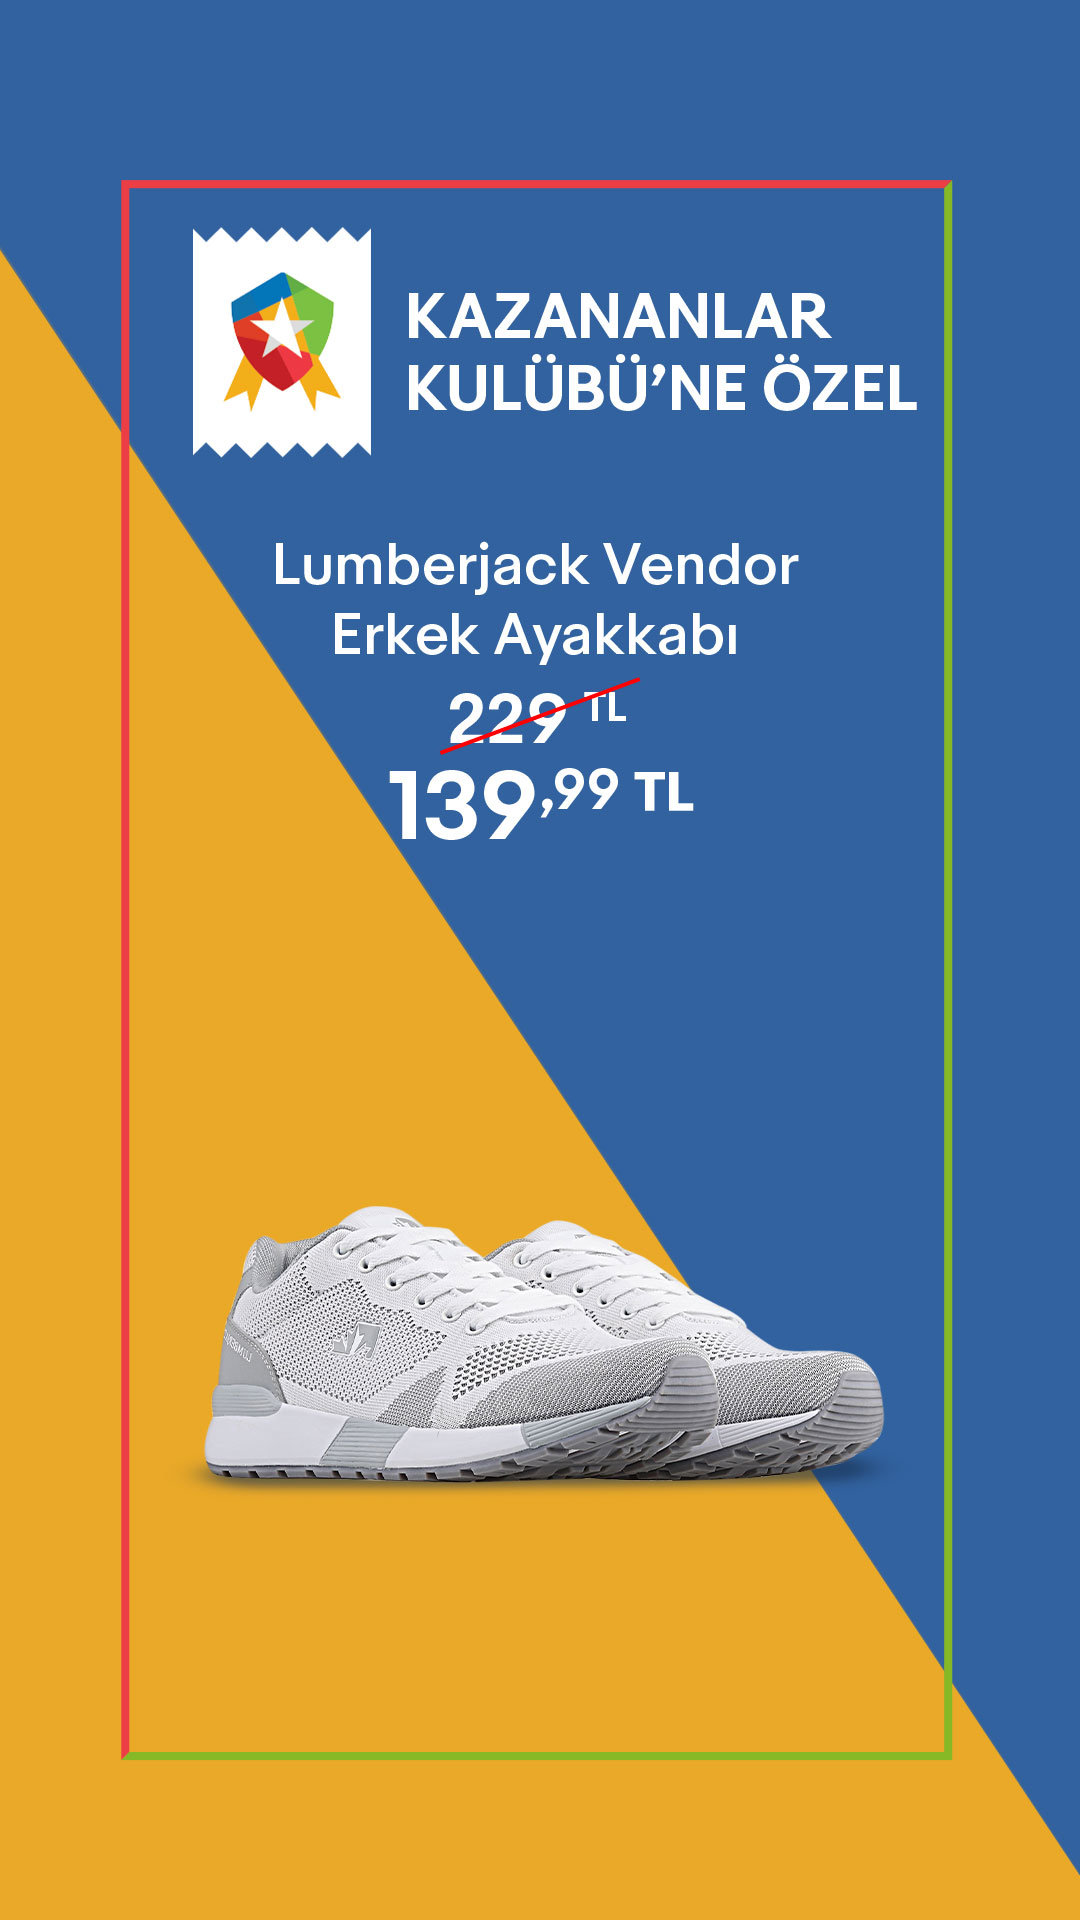 KAZANANLAR
KULÜBÜ’NE ÖZEL
Lumberjack Vendor
Erkek Ayakkabı
229 TL
139,99 TL